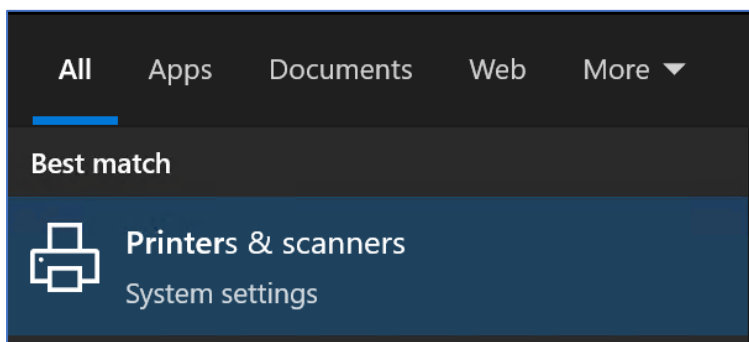 All Apps Documents Web More
Best match
Printers & scanners
System settings